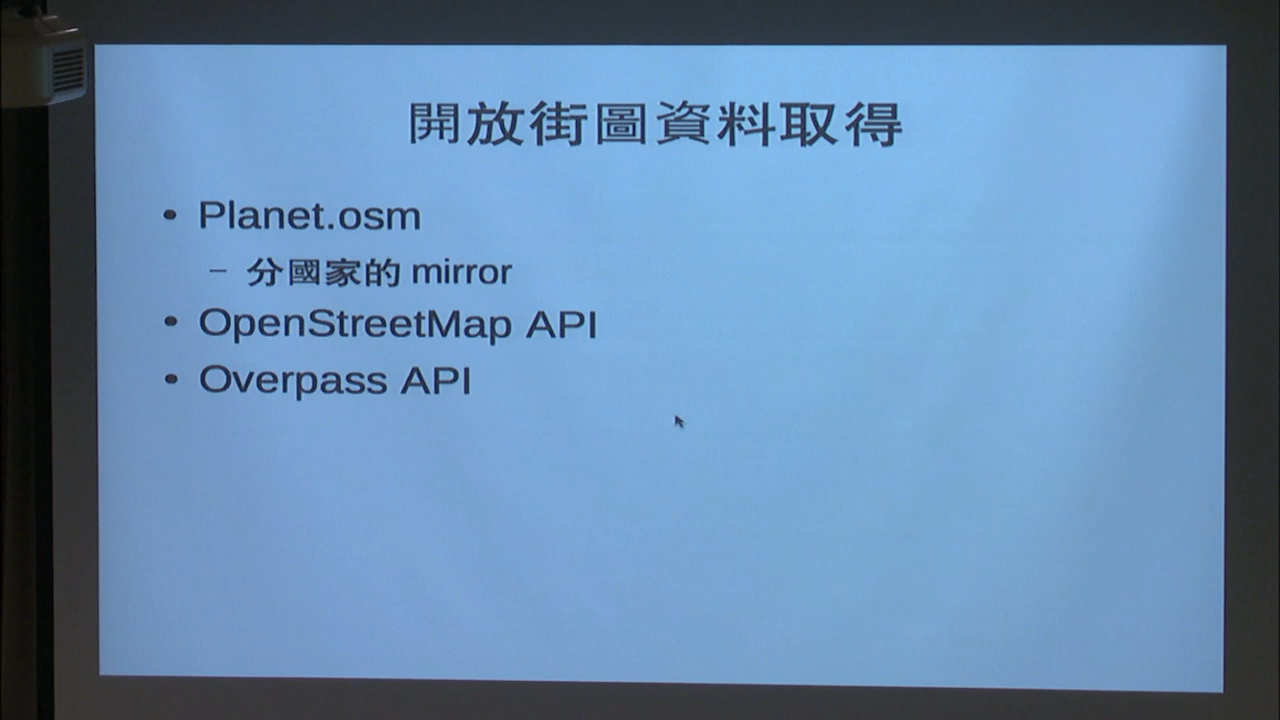 開放街圖資料取得
• Planet.osm
– 分國家的 mirror
• OpenStreetMap API
• Overpass API